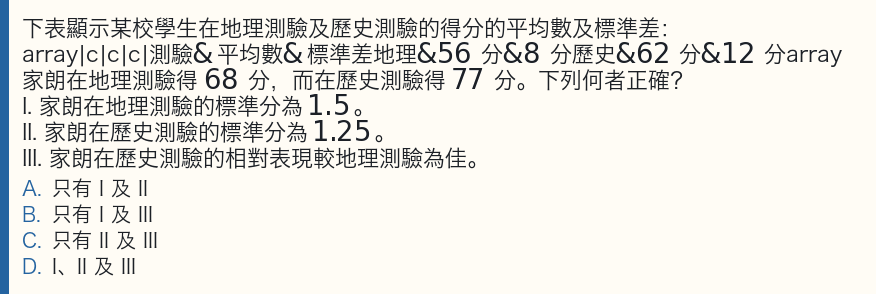 下表顯示某校學生在地理測驗及歷史測驗的得分的平均數及標準差：
array|c|c|c|測驗& 平均數& 標準差地理&56 分&8 分歷史&62 分&12 分array
家朗在地理測驗得 68 分，而在歷史測驗得 77 分。下列何者正確？
I. 家朗在地理測驗的標準分為 1.5。
II. 家朗在歷史測驗的標準分為 1.25。
III. 家朗在歷史測驗的相對表現較地理測驗為佳。
A. 只有 I 及 II
B. 只有 I 及 III
C. 只有 II 及 III
D. I、II 及 III